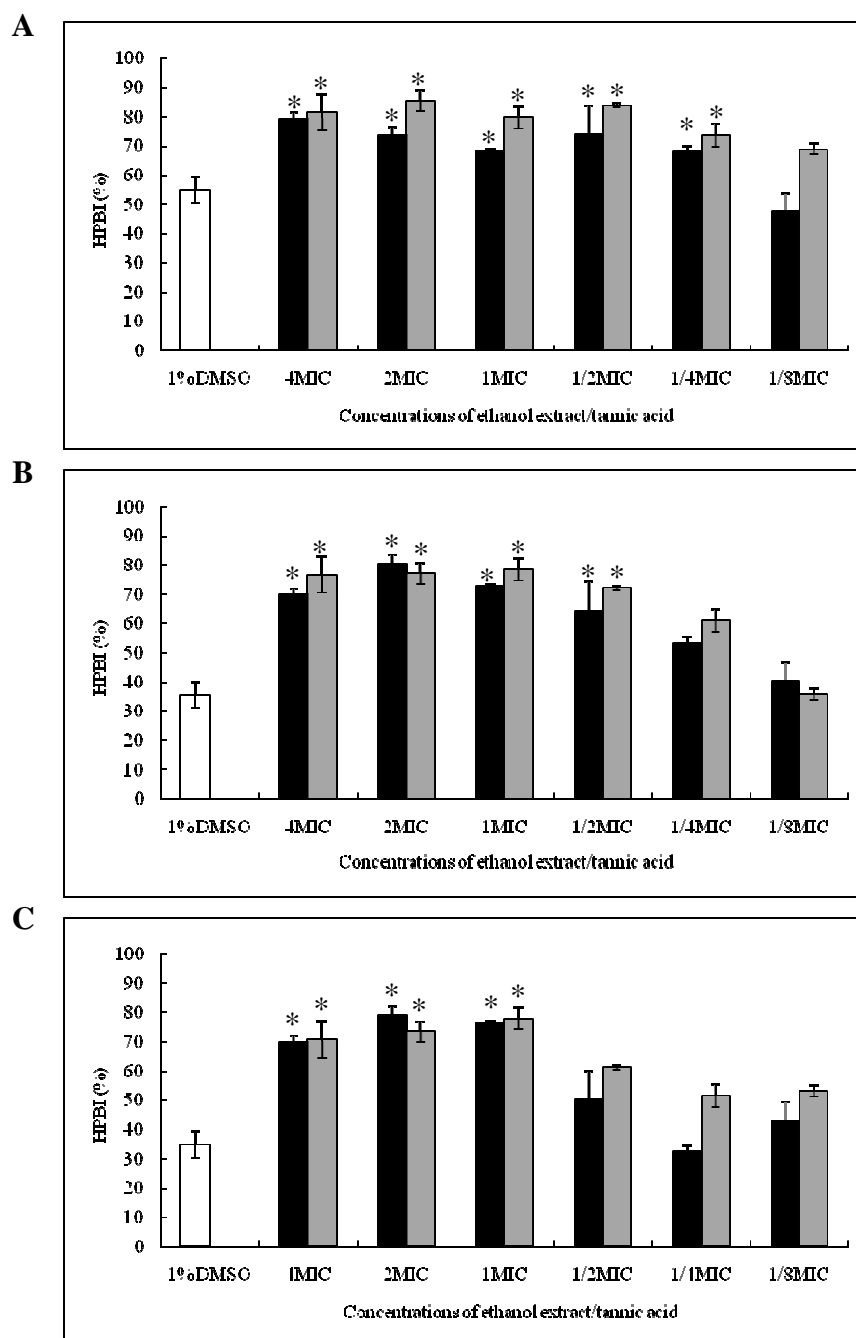 A
100
90
80
70
60
50
40
30
20
10
0
HPBI (%)
* * * * * * * * * *
1%DMSO 4MIC 2MIC 1MIC 1/2MIC 1/4MIC 1/8MIC
Concentrations of ethanol extract/tannic acid
B
100
90
80
70
60
50
40
30
20
10
0
HPBI (%)
* * * * * * * *
1%DMSO 4MIC 2MIC 1MIC 1/2MIC 1/4MIC 1/8MIC
Concentrations of ethanol extract/tannic acid
C
100
90
80
70
60
50
40
30
20
10
0
HPBI (%)
* * * * * *
1%DMSO 4MIC 2MIC 1MIC 1/2MIC 1/4MIC 1/8MIC
Concentrations of ethanol extract/tannic acid